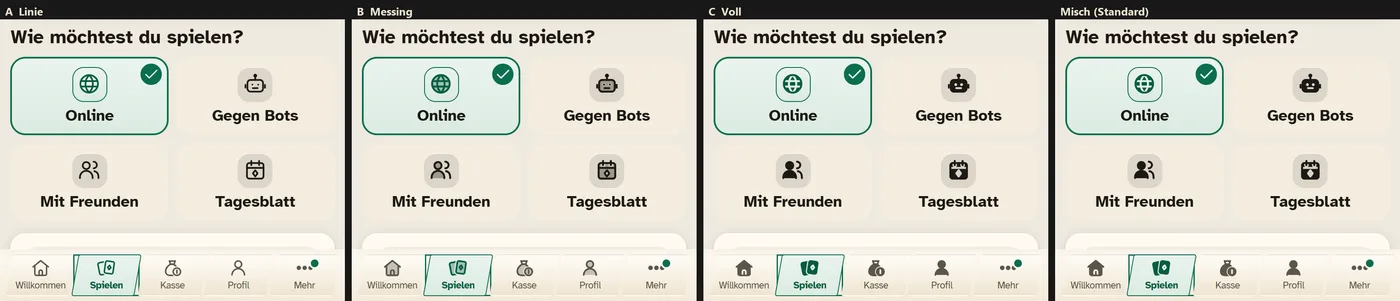 A Linie
Wie möchtest du spielen?
Online
Gegen Bots
Mit Freunden
Tagesblatt
Willkommen
Spielen
Kasse
Profil
Mehr
B Messing
Wie möchtest du spielen?
Online
Gegen Bots
Mit Freunden
Tagesblatt
Willkommen
Spielen
Kasse
Profil
Mehr
C Voll
Wie möchtest du spielen?
Online
Gegen Bots
Mit Freunden
Tagesblatt
Willkommen
Spielen
Kasse
Profil
Mehr
Misch (Standard)
Wie möchtest du spielen?
Online
Gegen Bots
Mit Freunden
Tagesblatt
Willkommen
Spielen
Kasse
Profil
Mehr